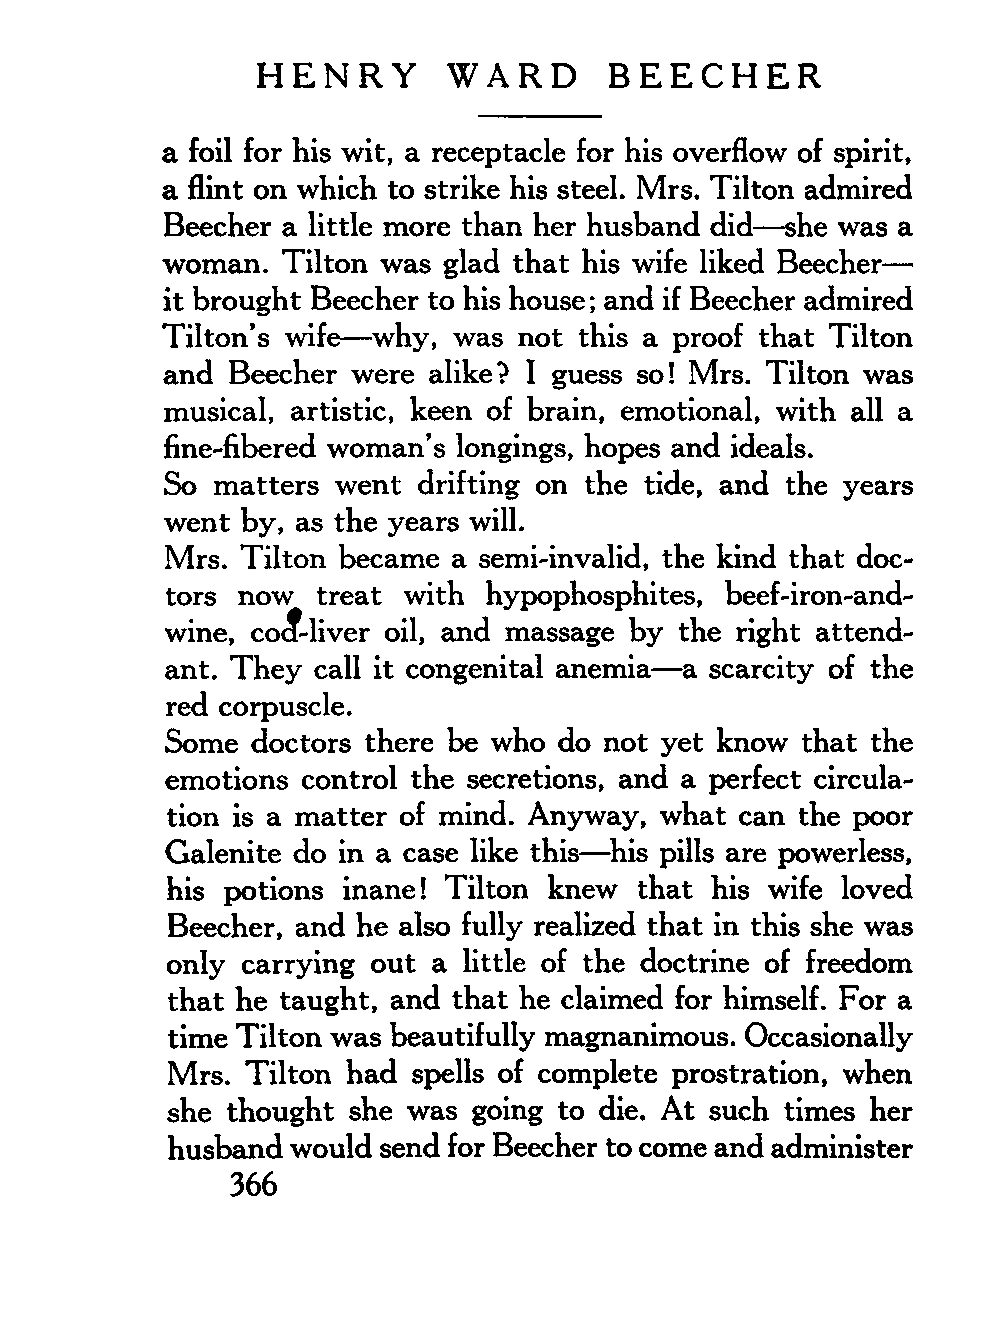 HENRY WARD BEECHER
a foil for his wit, a receptacle for his overflow of spirit,
a flint on which to strike his steel. Mrs. Tilton admired
Beecher a little more than her husband did—she was a
woman. Tilton was glad that his wife liked Beecher—
it brought Beecher to his house; and if Beecher admired
Tilton's wife—why, was not this a proof that Tilton
and Beecher were alike? I guess so! Mrs. Tilton was
musical, artistic, keen of brain, emotional, with all a
fine-fibered woman's longings, hopes and ideals.
So matters went drifting on the tide, and the years
went by, as the years will.
Mrs. Tilton became a semi-invalid, the kind that doc-
tors now treat with hypophosphites, beef-iron-and-
wine, cod-liver oil, and massage by the right attend-
ant. They call it congenital anemia—a scarcity of the
red corpuscle.
Some doctors there be who do not yet know that the
emotions control the secretions, and a perfect circula-
tion is a matter of mind. Anyway, what can the poor
Galenite do in a case like this—his pills are powerless,
his potions inane! Tilton knew that his wife loved
Beecher, and he also fully realized that in this she was
only carrying out a little of the doctrine of freedom
that he taught, and that he claimed for himself. For a
time Tilton was beautifully magnanimous. Occasionally
Mrs. Tilton had spells of complete prostration, when
she thought she was going to die. At such times her
husband would send for Beecher to come and administer
366